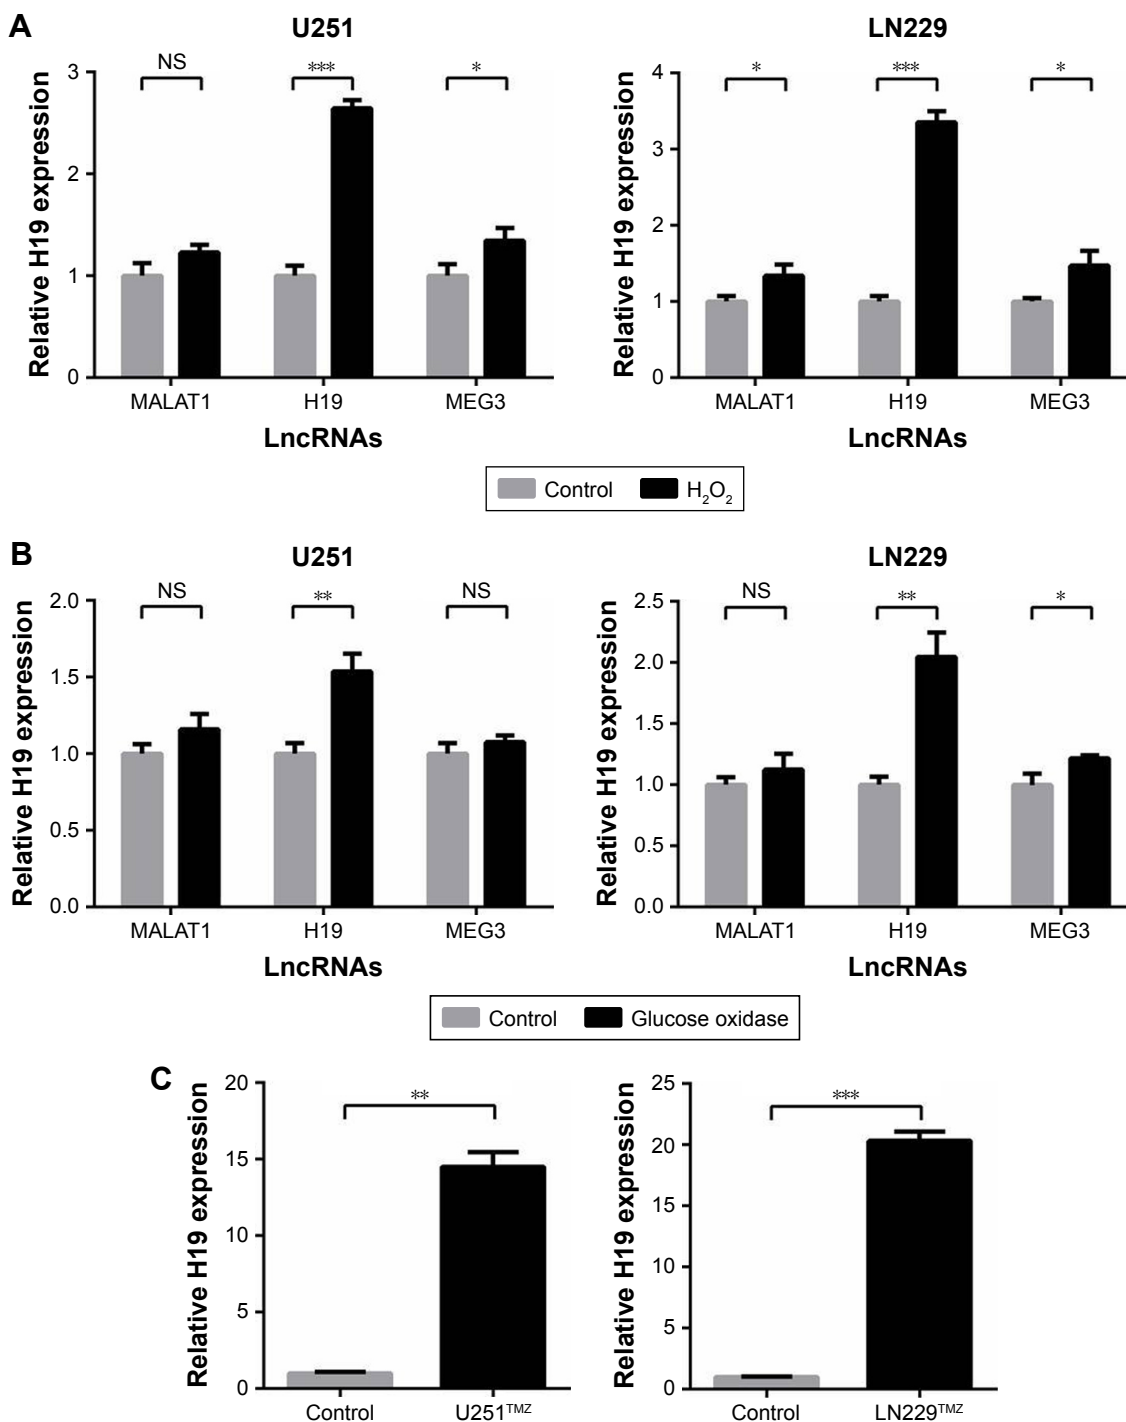 A
U251
LN229
NS
***
*
*
***
*
Relative H19 expression
3
2
1
0
MALAT1
H19
MEG3
LncRNAs
Relative H19 expression
4
3
2
1
0
MALAT1
H19
MEG3
LncRNAs
Control
H₂O₂
B
U251
LN229
NS
**
NS
NS
**
*
Relative H19 expression
2.0
1.5
1.0
0.5
0.0
MALAT1
H19
MEG3
LncRNAs
Relative H19 expression
2.5
2.0
1.5
1.0
0.5
0.0
MALAT1
H19
MEG3
LncRNAs
Control
Glucose oxidase
C
Relative H19 expression
20
15
10
5
0
**
Control
U251ᵀᴹᶻ
Relative H19 expression
25
20
15
10
5
0
***
Control
LN229ᵀᴹᶻ